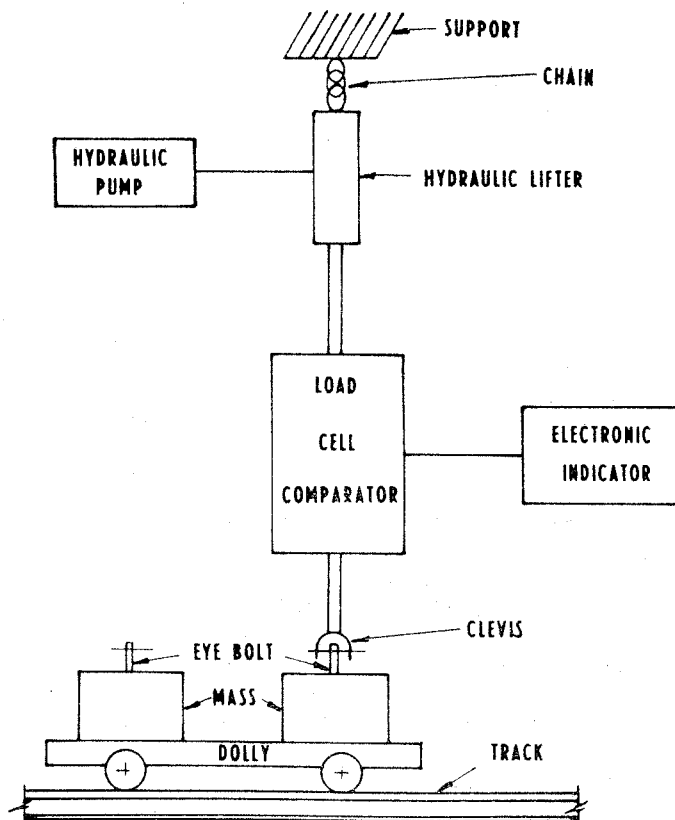 SUPPORT
CHAIN
HYDRAULIC
PUMP
HYDRAULIC LIFTER
LOAD
CELL
COMPARATOR
ELECTRONIC
INDICATOR
CLEVIS
EYE BOLT
MASS
DOLLY
TRACK